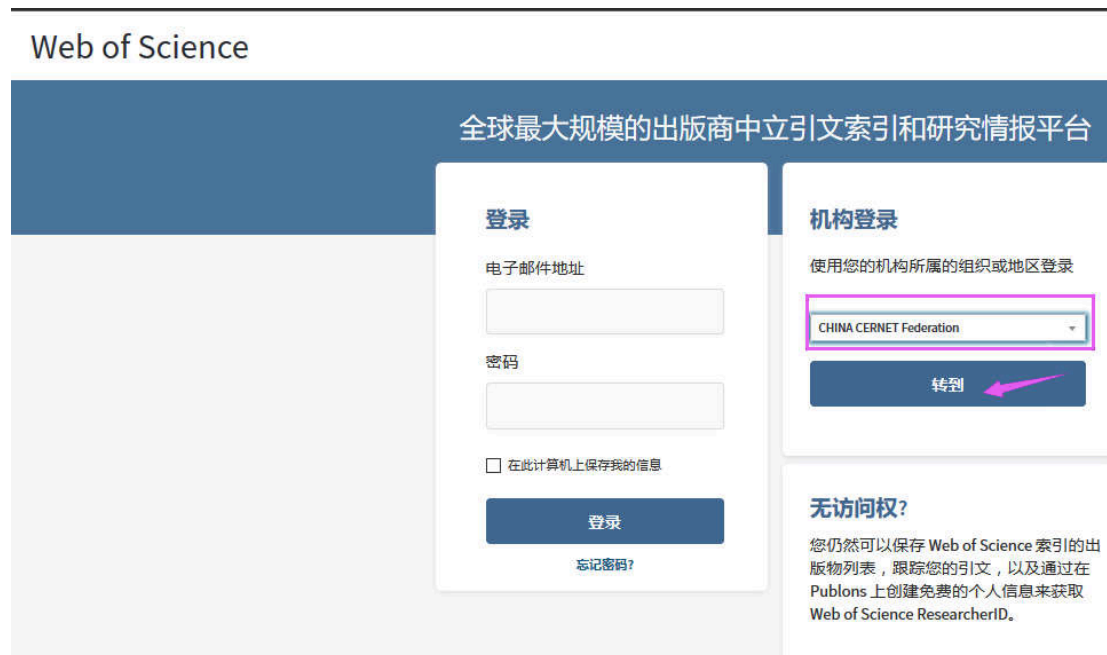 Web of Science
全球最大规模的出版商中立引文索引和研究情报平台
登录
电子邮件地址
密码
在此计算机上保存我的信息
登录
忘记密码?
机构登录
使用您的机构所属的组织或地区登录
CHINA CERNET Federation
转到
无访问权?
您仍然可以保存 Web of Science 索引的出
版物列表，跟踪您的引文，以及通过在
Publons 上创建免费的个人信息来获取
Web of Science ResearcherID。